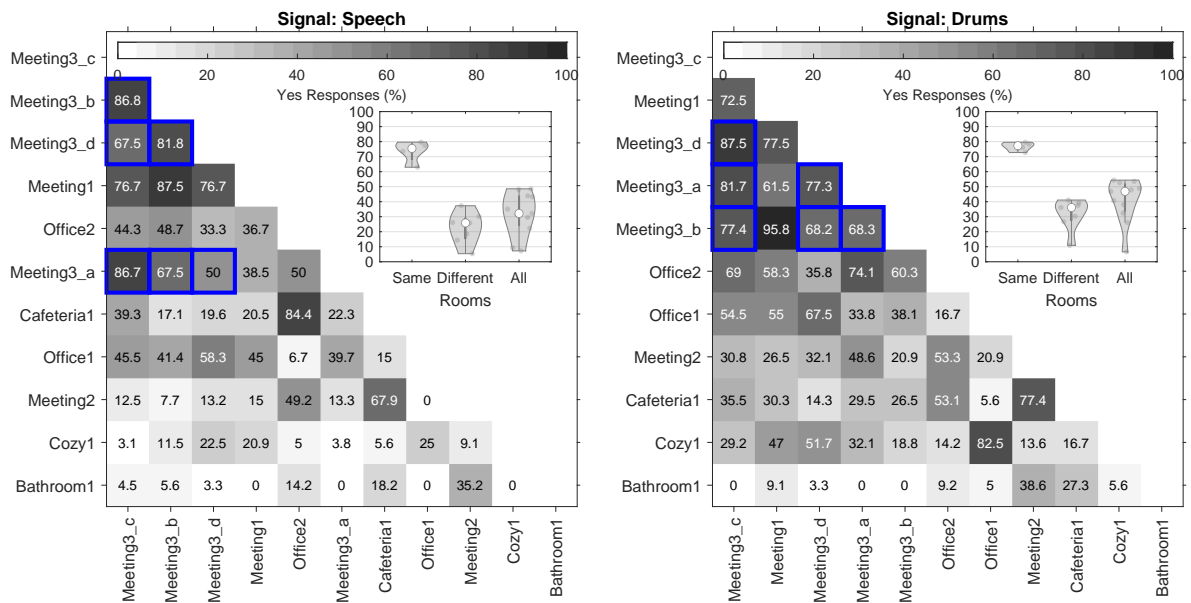 Signal: Speech
Meeting3_c
0 20 40 60 80 100
Yes Responses (%)
Meeting3_b 86.8
Meeting3_d 67.5 81.8
Meeting1 76.7 87.5 76.7
Office2 44.3 48.7 33.3 36.7
Meeting3_a 86.7 67.5 50 38.5 50
Cafeteria1 39.3 17.1 19.6 20.5 84.4 22.3
Office1 45.5 41.4 58.3 45 6.7 39.7 15
Meeting2 12.5 7.7 13.2 15 49.2 13.3 67.9 0
Cozy1 3.1 11.5 22.5 20.9 5 3.8 5.6 25 9.1
Bathroom1 4.5 5.6 3.3 0 14.2 0 18.2 0 35.2 0
Meeting3_c Meeting3_b Meeting3_d Meeting1 Office2 Meeting3_a Cafeteria1 Office1 Meeting2 Cozy1 Bathroom1
100
90
80
70
60
50
40
30
20
10
0
Same Different All
Rooms
Signal: Drums
Meeting3_c
0 20 40 60 80 100
Yes Responses (%)
Meeting1 72.5
Meeting3_d 87.5 77.5
Meeting3_a 81.7 61.5 77.3
Meeting3_b 77.4 95.8 68.2 68.3
Office2 69 58.3 35.8 74.1 60.3
Office1 54.5 55 67.5 33.8 38.1 16.7
Meeting2 30.8 26.5 32.1 48.6 20.9 53.3 20.9
Cafeteria1 35.5 30.3 14.3 29.5 26.5 53.1 5.6 77.4
Cozy1 29.2 47 51.7 32.1 18.8 14.2 82.5 13.6 16.7
Bathroom1 0 9.1 3.3 0 0 9.2 5 38.6 27.3 5.6
Meeting3_c Meeting1 Meeting3_d Meeting3_a Meeting3_b Office2 Office1 Meeting2 Cafeteria1 Cozy1 Bathroom1
100
90
80
70
60
50
40
30
20
10
0
Same Different All
Rooms